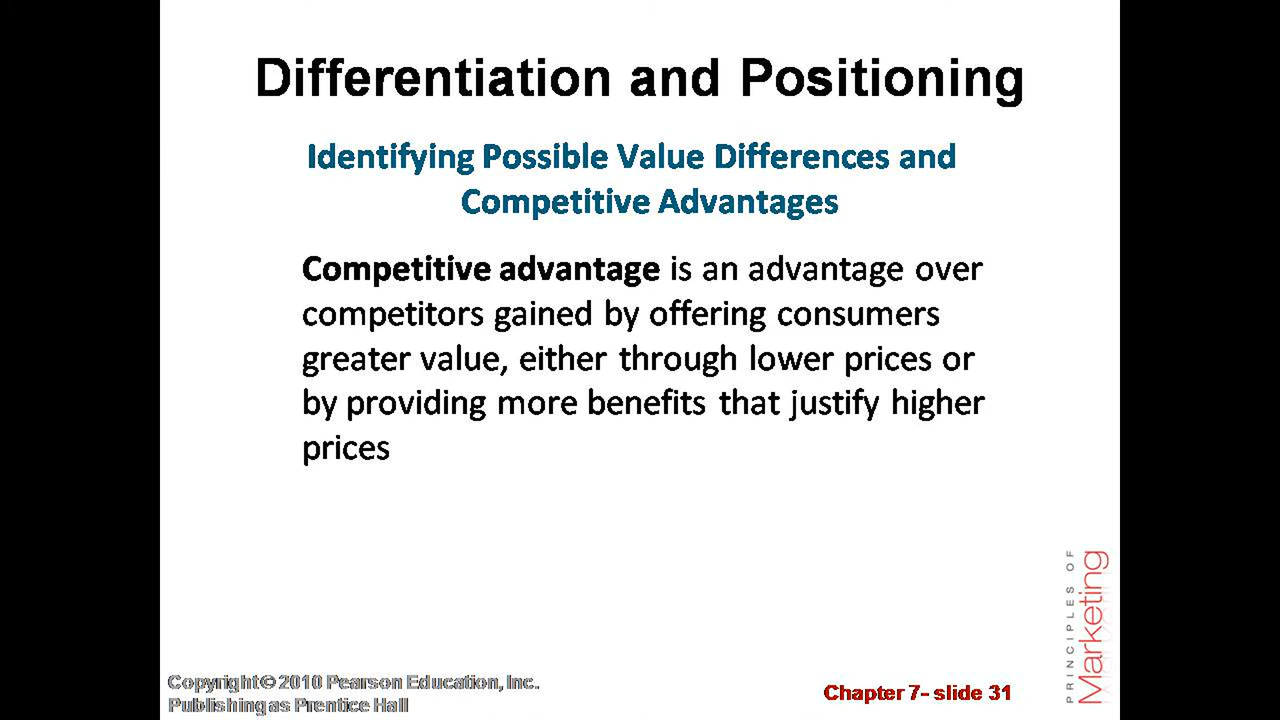 Differentiation and Positioning
Identifying Possible Value Differences and
Competitive Advantages
Competitive advantage is an advantage over
competitors gained by offering consumers
greater value, either through lower prices or
by providing more benefits that justify higher
prices
PRINCIPLES OF
Marketing
Copyright © 2010 Pearson Education, Inc.
Publishing as Prentice Hall
Chapter 7- slide 31